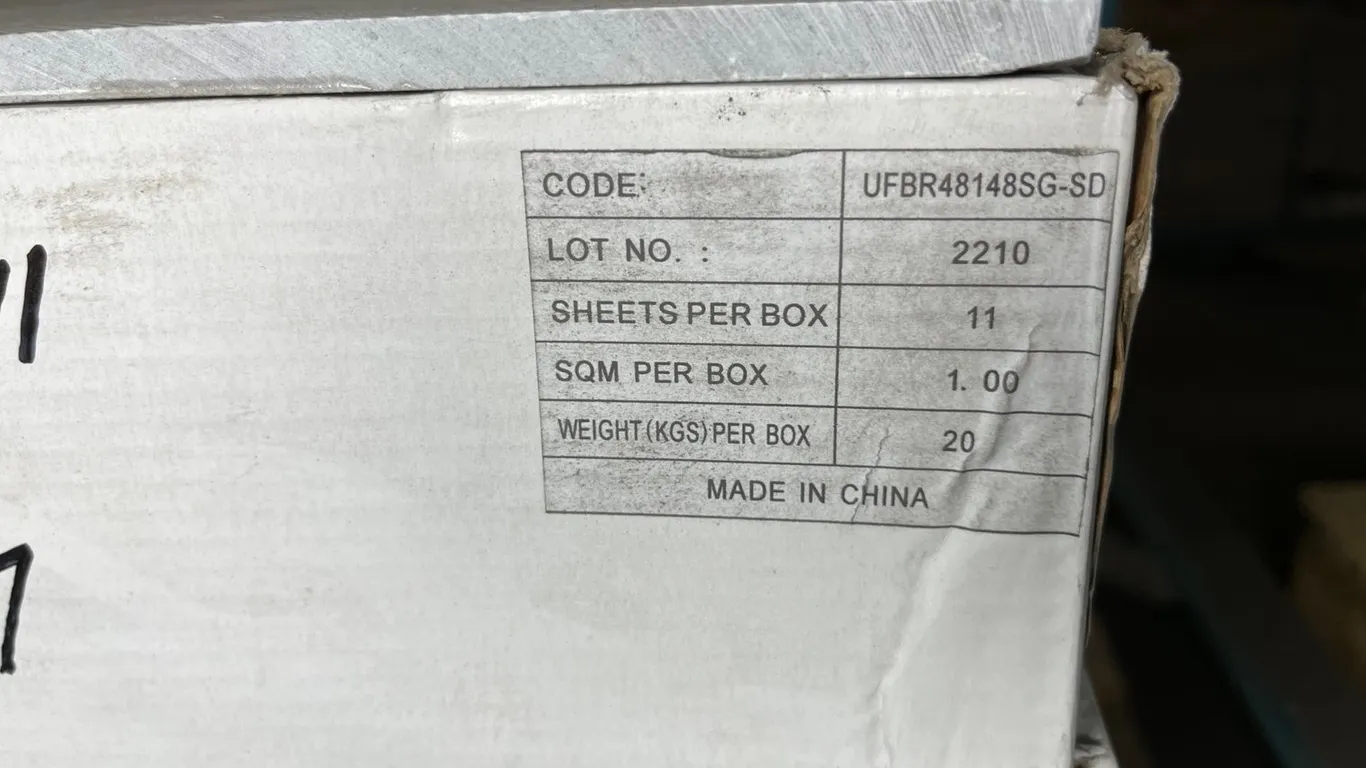 CODE: UFBR48148SG-SD
LOT NO. : 2210
SHEETS PER BOX 11
SQM PER BOX 1. 00
WEIGHT(KGS) PER BOX 20
MADE IN CHINA